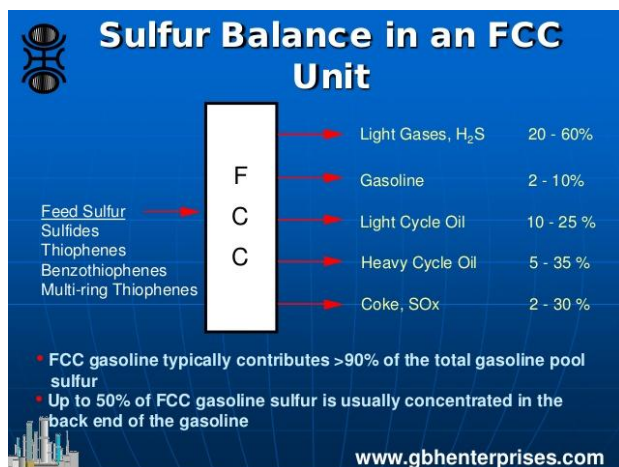 Sulfur Balance in an FCC
Unit
Feed Sulfur
Sulfides
Thiophenes
Benzothiophenes
Multi-ring Thiophenes
F
C
C
Light Gases, H₂S 20 - 60%
Gasoline 2 - 10%
Light Cycle Oil 10 - 25 %
Heavy Cycle Oil 5 - 35 %
Coke, SOx 2 - 30 %
• FCC gasoline typically contributes >90% of the total gasoline pool
sulfur
• Up to 50% of FCC gasoline sulfur is usually concentrated in the
back end of the gasoline
www.gbhenterprises.com